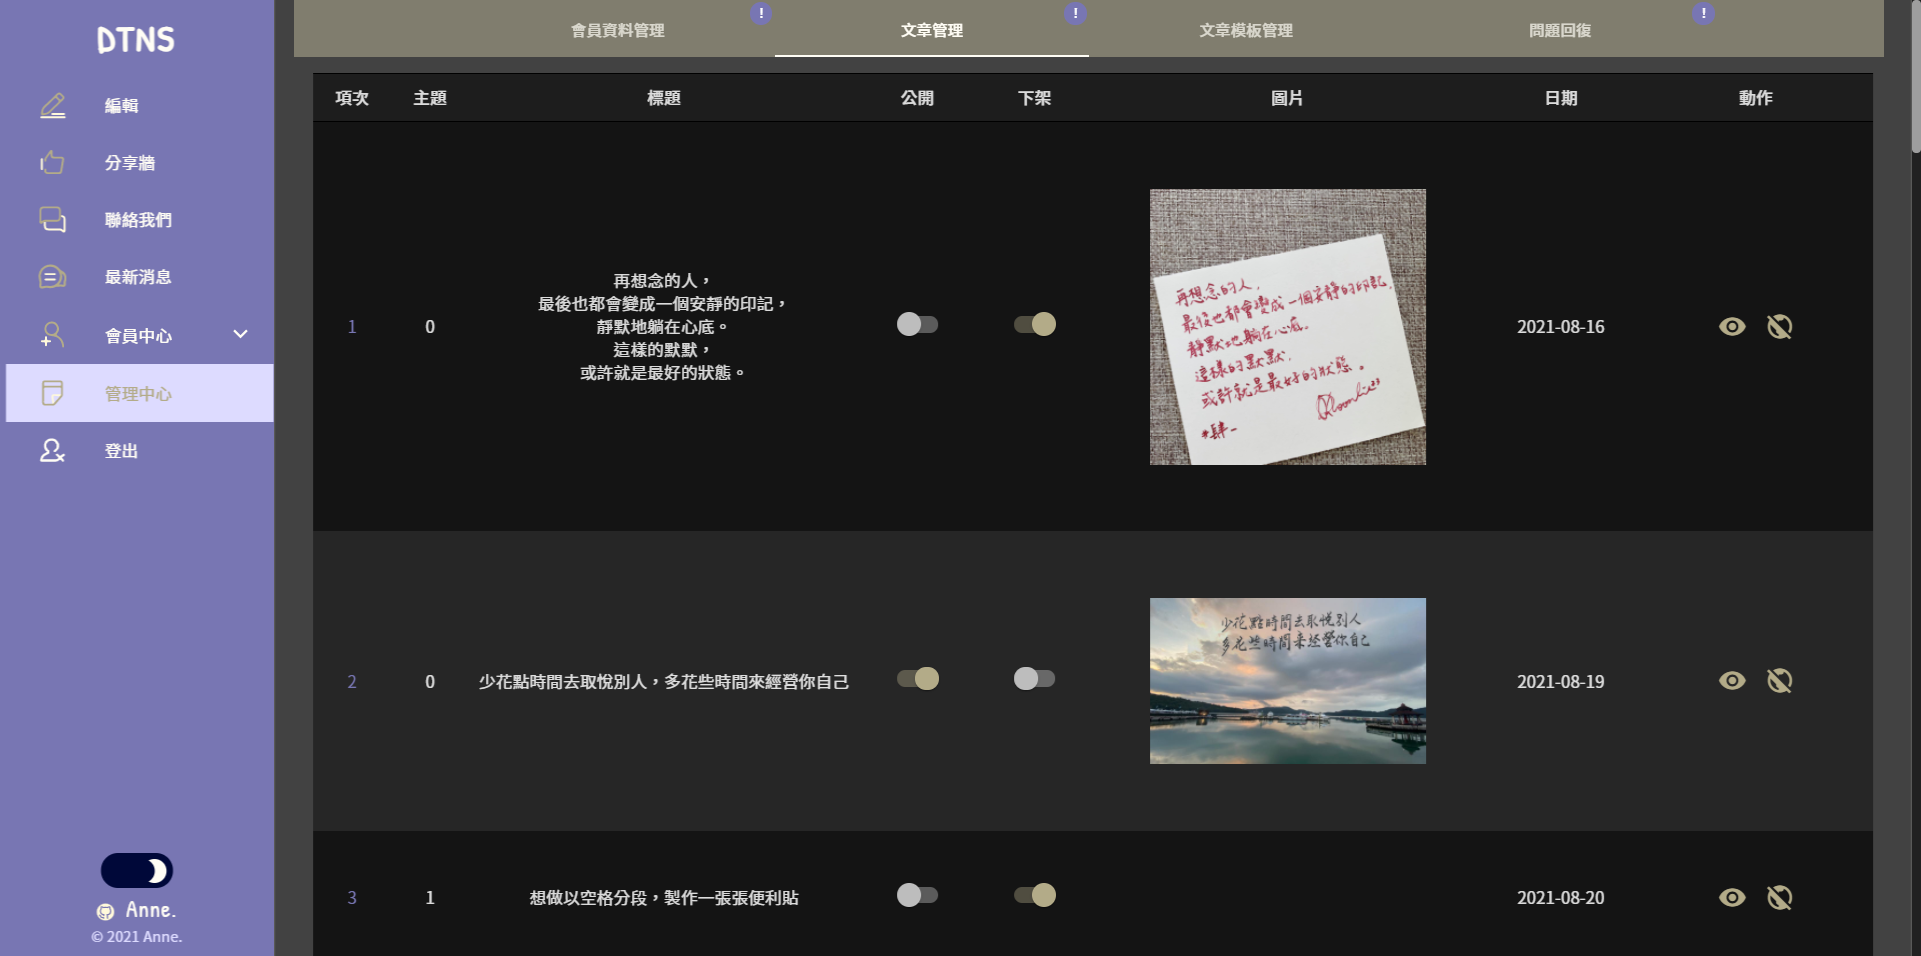 DTNS
編輯
分享牆
聯絡我們
最新消息
會員中心
管理中心
登出
Anne.
© 2021 Anne.
會員資料管理
!
文章管理
!
文章模板管理
問題回復
!
項次 主題 標題 公開 下架 圖片 日期 動作
1 0
再想念的人，
最後也都會變成一個安靜的印記，
靜默地躺在心底。
這樣的默默，
或許就是最好的狀態。
再想念的人，
最後也都會變成一個安靜的印記，
靜默地躺在心底。
這樣的默默，
或許就是最好的狀態。
*肆_
2021-08-16
2 0 少花點時間去取悅別人，多花些時間來經營你自己
少花點時間去取悅別人
多花些時間來經營你自己
2021-08-19
3 1 想做以空格分段，製作一張張便利貼 2021-08-20